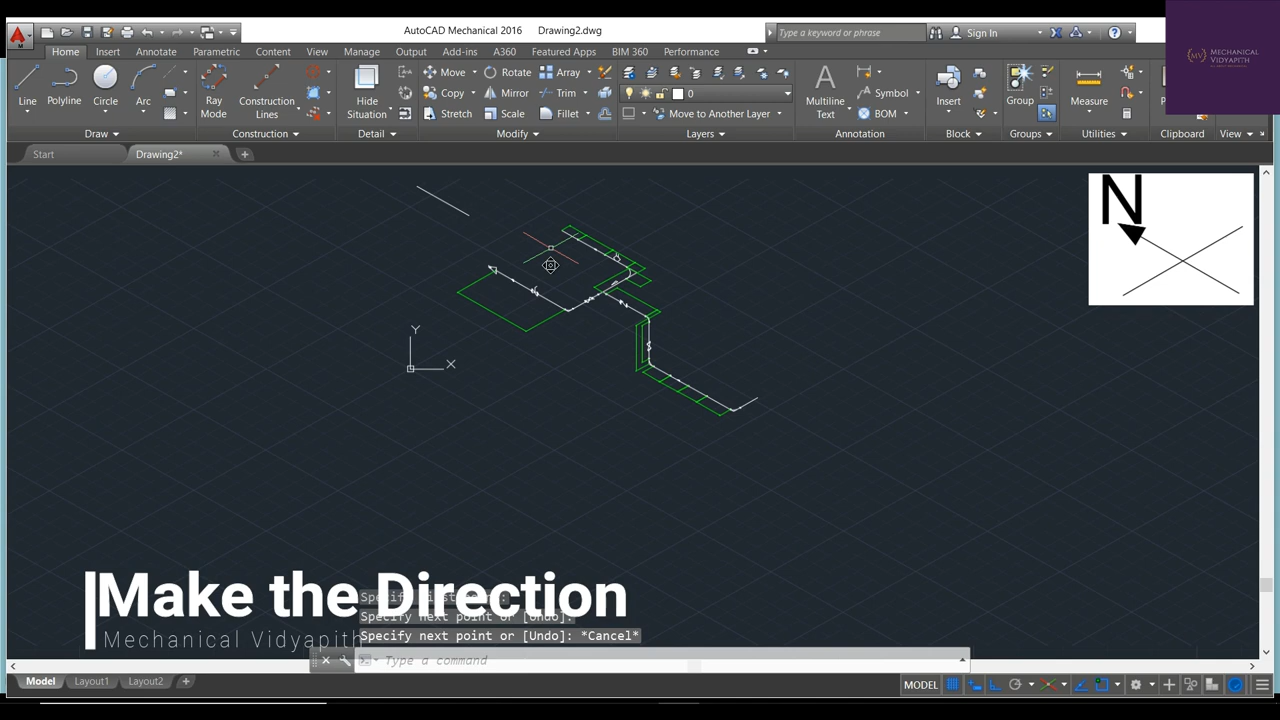 AutoCAD Mechanical 2016 Drawing2.dwg
Type a keyword or phrase
Sign In
MECHANICAL VIDYAPITH
Home Insert Annotate Parametric Content View Manage Output Add-ins A360 Featured Apps BIM 360 Performance
Line Polyline Circle Arc
Ray Mode
Construction Lines
Hide Situation
Move Rotate Array
Copy Mirror Trim
Stretch Scale Fillet
0
Move to Another Layer
Multiline Text
Symbol
BOM
Insert
Group
Measure
Draw Construction Detail Modify Layers Annotation Block Groups Utilities Clipboard View
Start Drawing2*
N
Y
X
Make the Direction
Mechanical Vidyapith
Specify next point or [Undo]:
Specify next point or [Undo]: *Cancel*
Type a command
Model Layout1 Layout2
MODEL